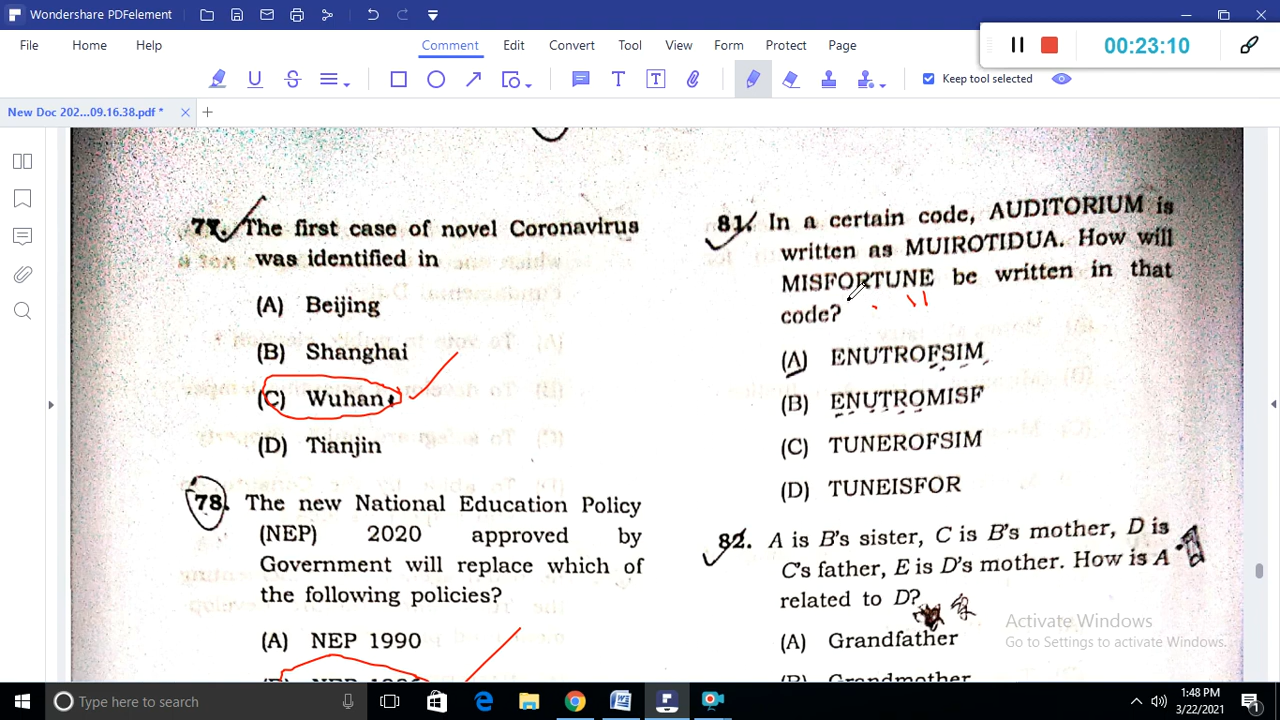 Wondershare PDFelement
00:23:10
File Home Help Comment Edit Convert Tool View Form Protect Page
Keep tool selected
New Doc 202...09.16.38.pdf *
77. The first case of novel Coronavirus
was identified in
(A) Beijing
(B) Shanghai
(C) Wuhan
(D) Tianjin
78. The new National Education Policy
(NEP) 2020 approved by
Government will replace which of
the following policies?
(A) NEP 1990
81. In a certain code, AUDITORIUM is
written as MUIROTIDUA. How will
MISFORTUNE be written in that
code?
(A) ENUTROFSIM
(B) ENUTROMISF
(C) TUNEROFSIM
(D) TUNEISFOR
82. A is B's sister, C is B's mother, D is
C's father, E is D's mother. How is A
related to D?
(A) Grandfather
Grandmother
Activate Windows
Go to Settings to activate Windows.
Type here to search
1:48 PM
3/22/2021